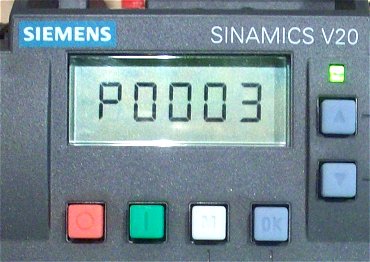 SIEMENS
SINAMICS V20
P0003
M
OK